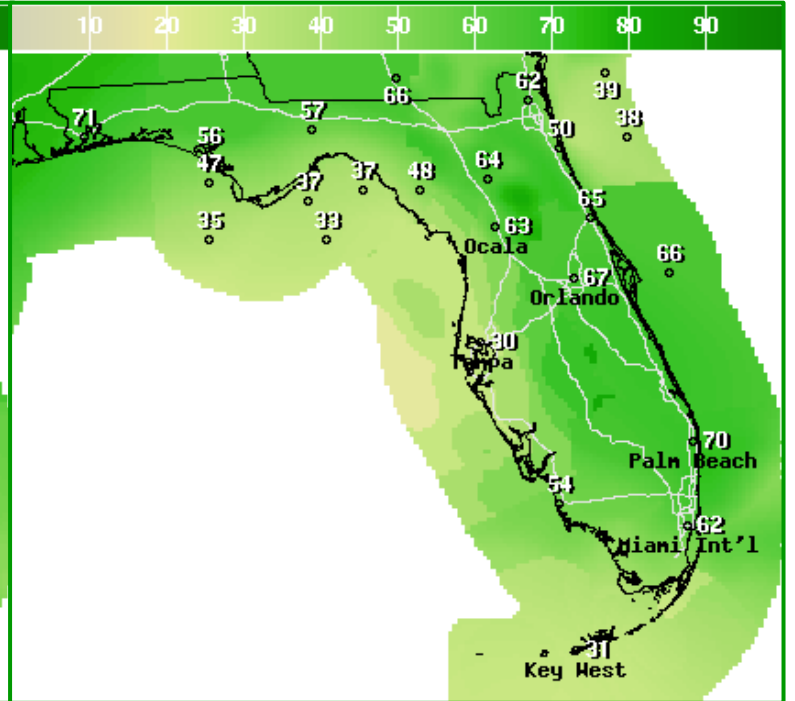 10 20 30 40 50 60 70 80 90
62 39
66
71 57 38
56 50
47 37 37 48 64
35 33 65
63
Ocala 66
67
Orlando
30
Tampa
70
Palm Beach
54
62
Miami Int'l
31
Key West